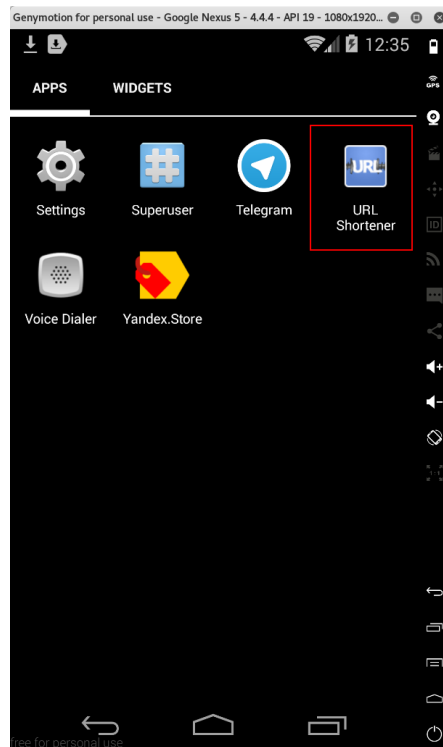 Genymotion for personal use - Google Nexus 5 - 4.4.4 - API 19 - 1080x1920...
12:35
GPS
APPS WIDGETS
URL
ID
Settings Superuser Telegram URL Shortener
Voice Dialer Yandex.Store
free for personal use